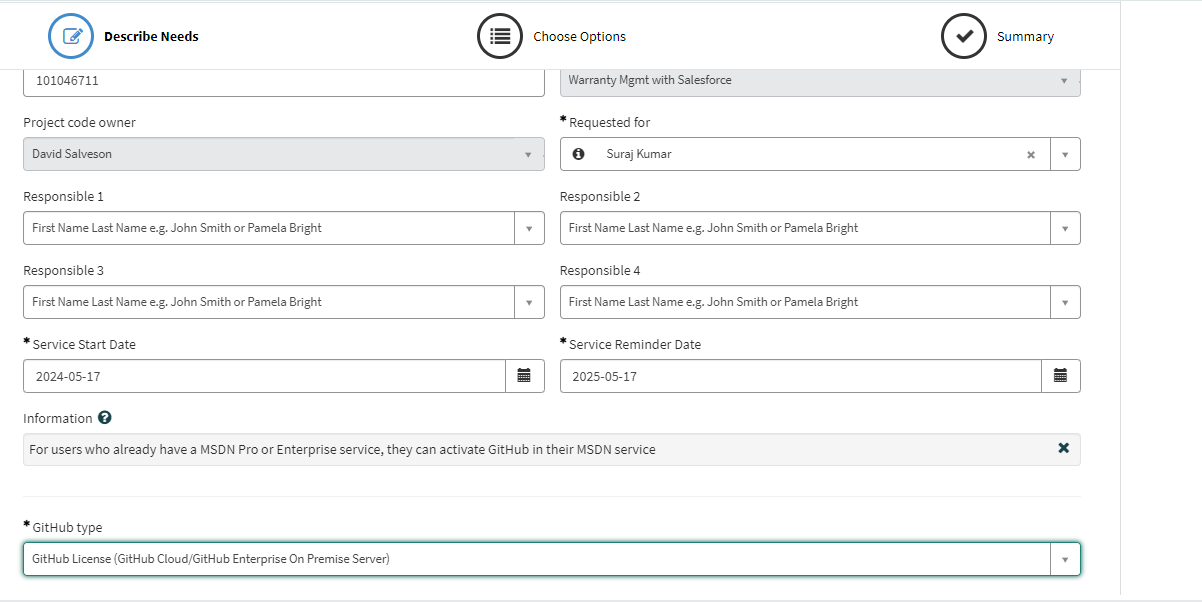 Describe Needs
Choose Options
Summary
101046711
Warranty Mgmt with Salesforce
Project code owner
* Requested for
David Salveson
Suraj Kumar
Responsible 1
Responsible 2
First Name Last Name e.g. John Smith or Pamela Bright
First Name Last Name e.g. John Smith or Pamela Bright
Responsible 3
Responsible 4
First Name Last Name e.g. John Smith or Pamela Bright
First Name Last Name e.g. John Smith or Pamela Bright
* Service Start Date
* Service Reminder Date
2024-05-17
2025-05-17
Information
For users who already have a MSDN Pro or Enterprise service, they can activate GitHub in their MSDN service
* GitHub type
GitHub License (GitHub Cloud/GitHub Enterprise On Premise Server)